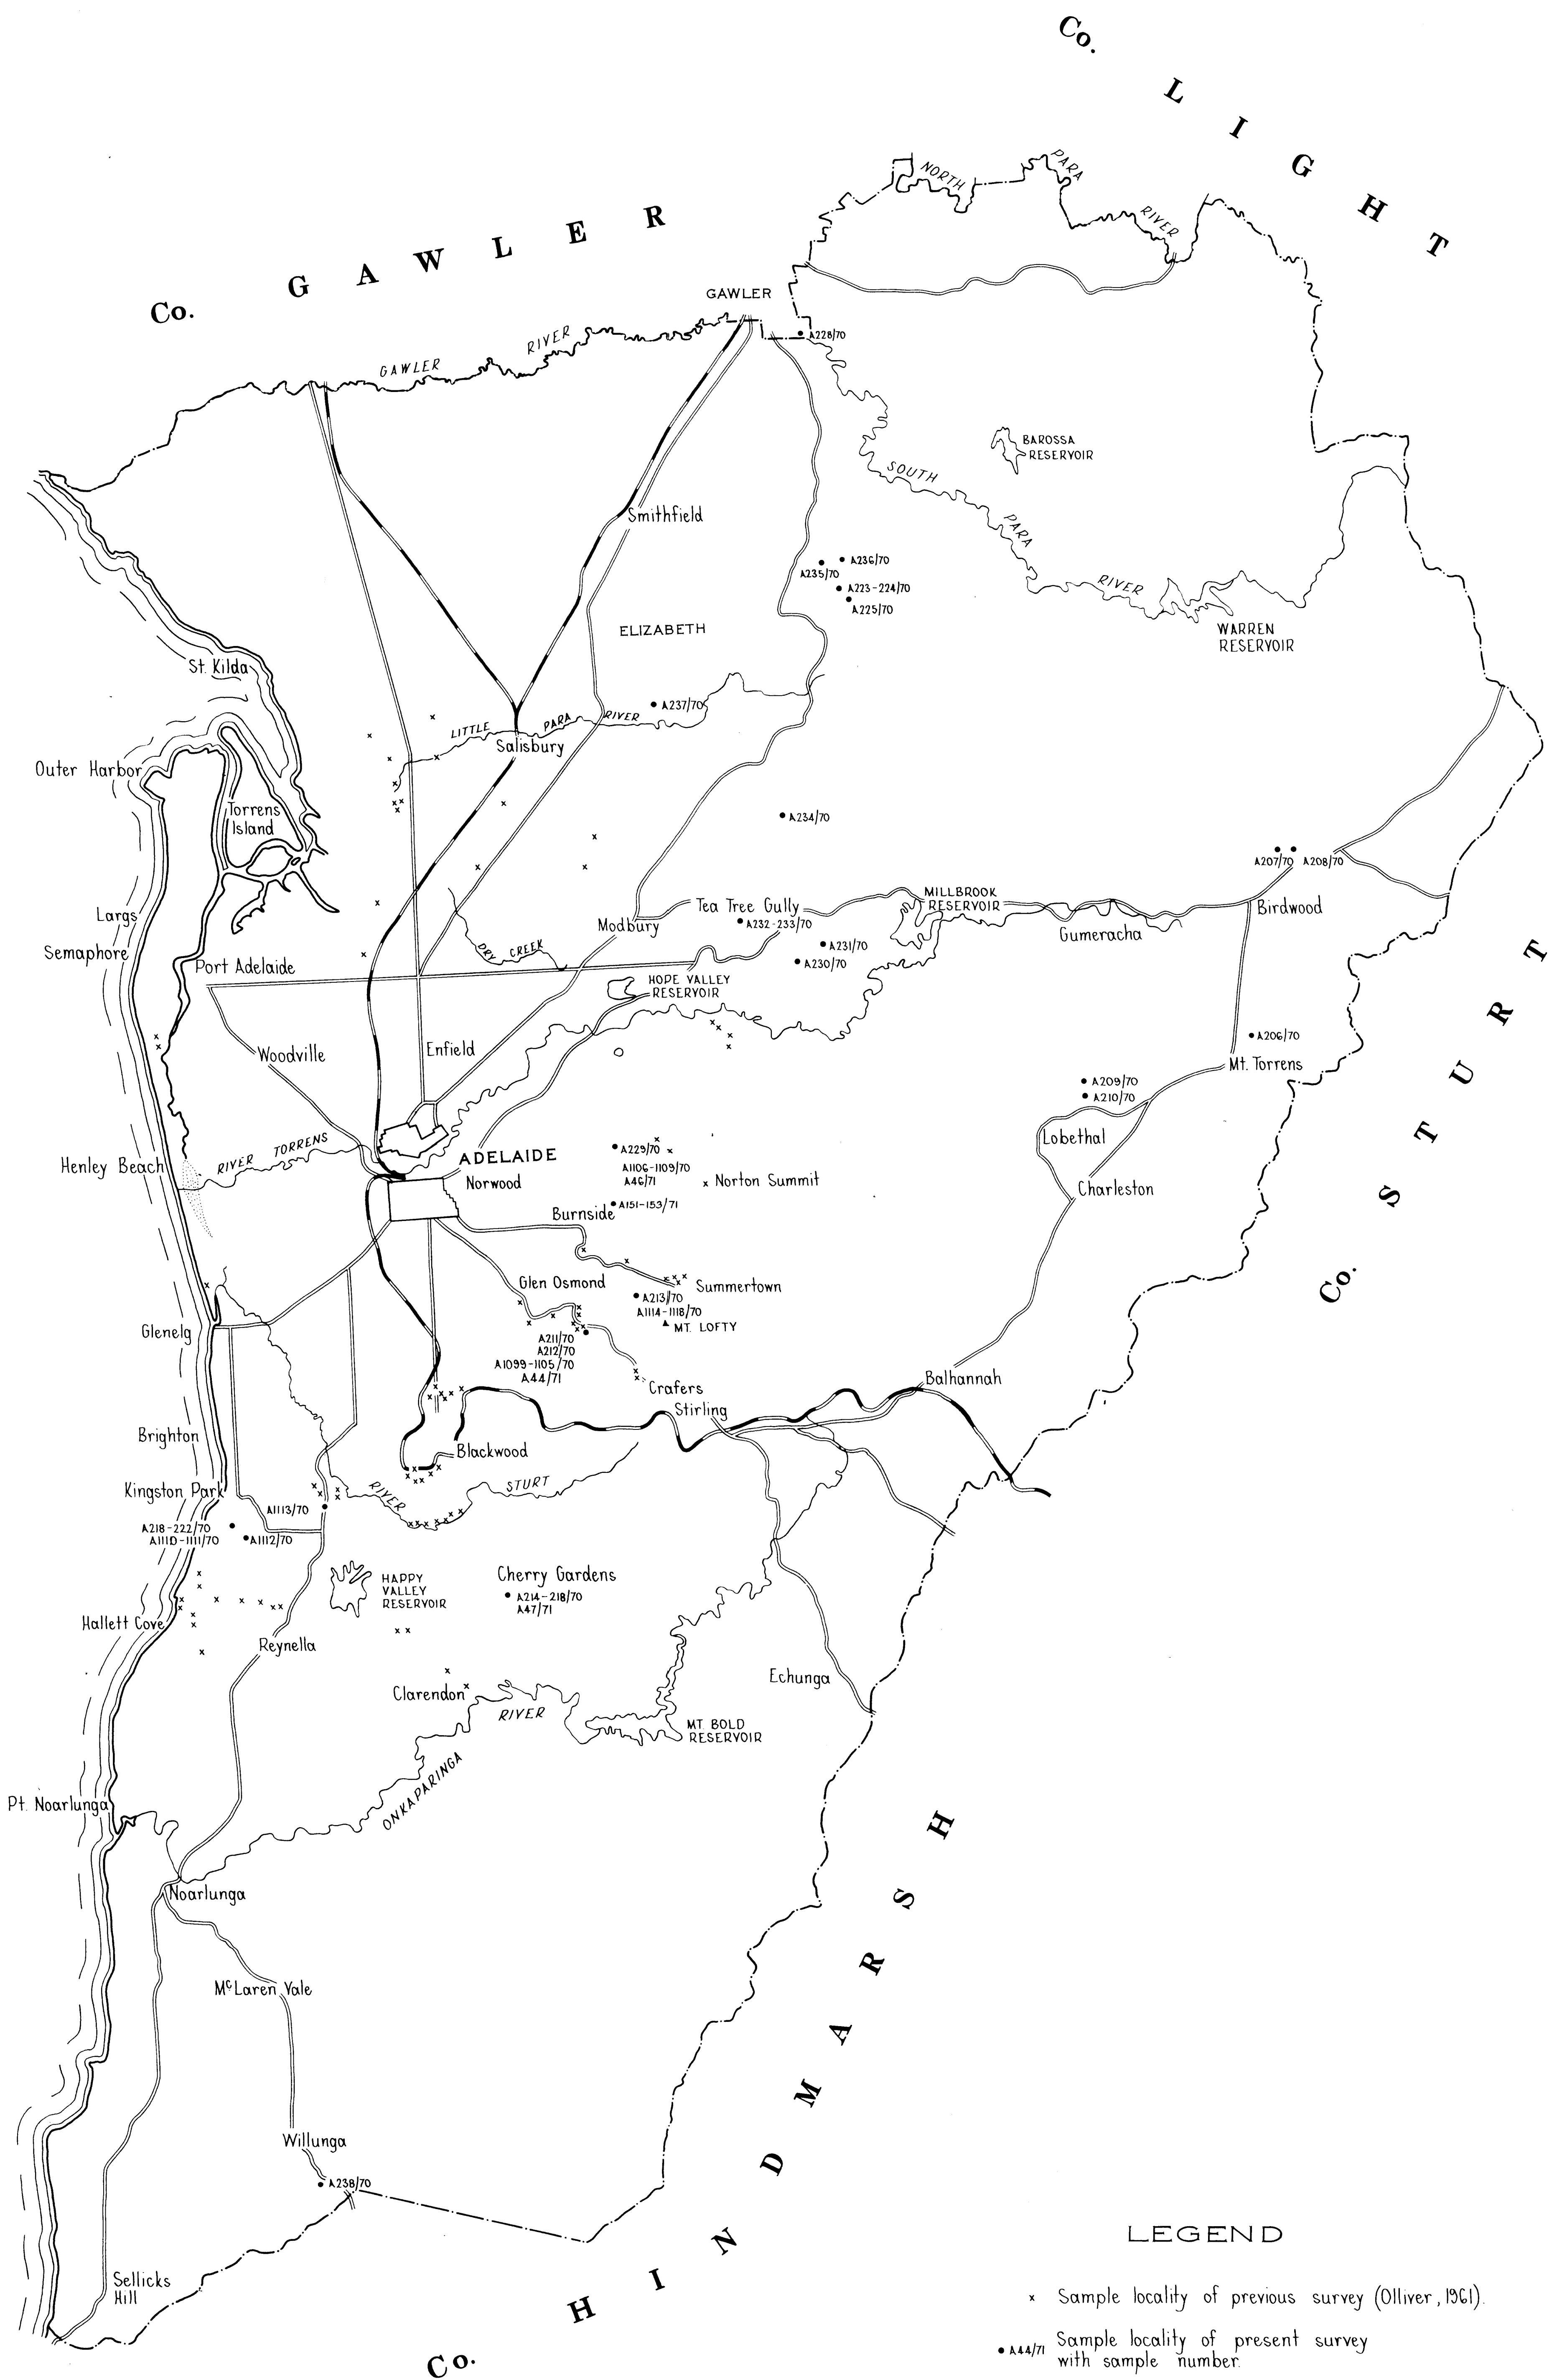 Co. LIGHT
Co. GAWLER
NORTH PARA RIVER
GAWLER
A228/70
GAWLER RIVER
BAROSSA
RESERVOIR
SOUTH PARA RIVER
Smithfield
A236/70
A235/70
A223-224/70
A225/70
ELIZABETH
WARREN
RESERVOIR
St. Kilda
A237/70
LITTLE PARA RIVER
Salisbury
Outer Harbor
Torrens
Island
A234/70
A207/70 A208/70
MILLBROOK
RESERVOIR
Tea Tree Gully
Birdwood
Largs
Modbury
A232-233/70
Gumeracha
Semaphore
DRY CREEK
A231/70
A230/70
Port Adelaide
HOPE VALLEY
RESERVOIR
Co. STURT
Woodville
Enfield
A206/70
Mt. Torrens
A209/70
A210/70
Lobethal
RIVER TORRENS
Henley Beach
ADELAIDE
A229/70
A1106-1109/70
A46/71
Norwood
Norton Summit
Charleston
A151-153/71
Burnside
Glen Osmond
Summertown
A213/70
A1114-1118/70
MT. LOFTY
Glenelg
A211/70
A212/70
A1099-1105/70
A44/71
Crafers
Balhannah
Stirling
Brighton
Blackwood
Kingston Park
RIVER STURT
A1113/70
A218-222/70
A1110-1111/70
A1112/70
HAPPY
VALLEY
RESERVOIR
Cherry Gardens
A214-218/70
A47/71
Hallett Cove
Reynella
Echunga
Clarendon
RIVER
MT. BOLD
RESERVOIR
ONKAPARINGA
Pt. Noarlunga
Noarlunga
McLaren Vale
Co. HINDMARSH
Willunga
A238/70
Sellicks
Hill
LEGEND
x Sample locality of previous survey (Olliver, 1961).
A44/71 Sample locality of present survey
with sample number.